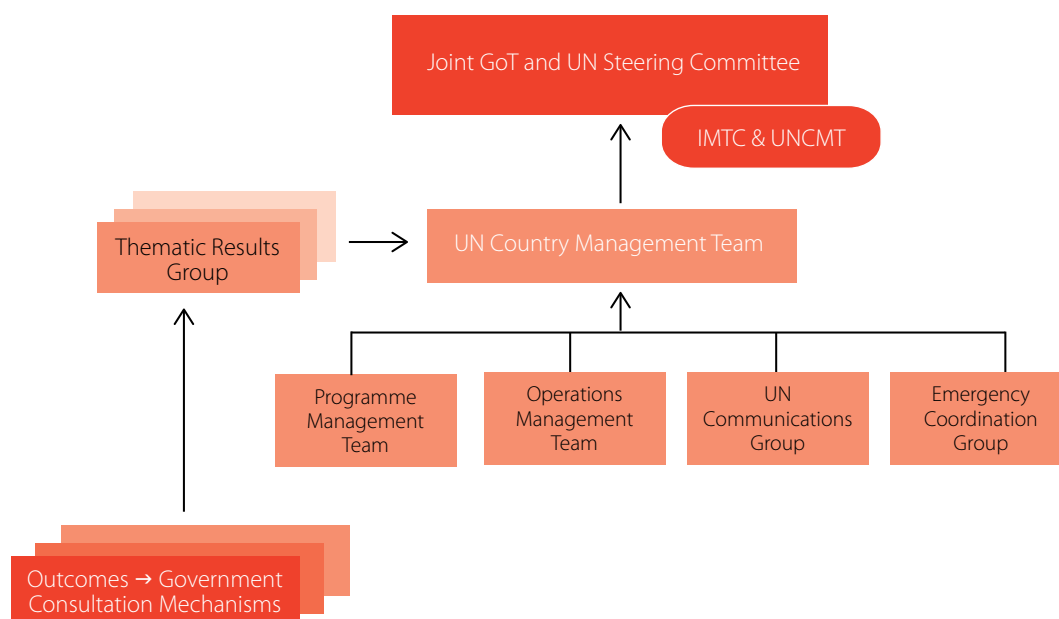 Joint GoT and UN Steering Committee
IMTC & UNCMT
Thematic Results
Group
UN Country Management Team
Programme
Management
Team
Operations
Management
Team
UN
Communications
Group
Emergency
Coordination
Group
Outcomes → Government
Consultation Mechanisms